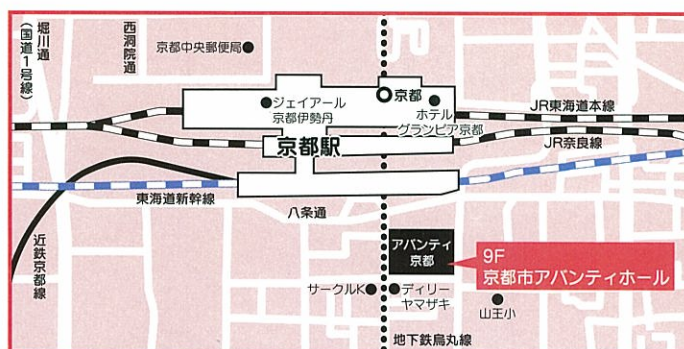 堀川通
(国道1号線)
西洞院通
京都中央郵便局
京都
ジェイアール
京都伊勢丹
ホテル
グランビア京都
JR東海道本線
JR奈良線
京都駅
東海道新幹線
八条通
近鉄京都線
アバンティ
京都
9F
京都市アバンティホール
サークルK
ディリー
ヤマザキ
山王小
地下鉄烏丸線